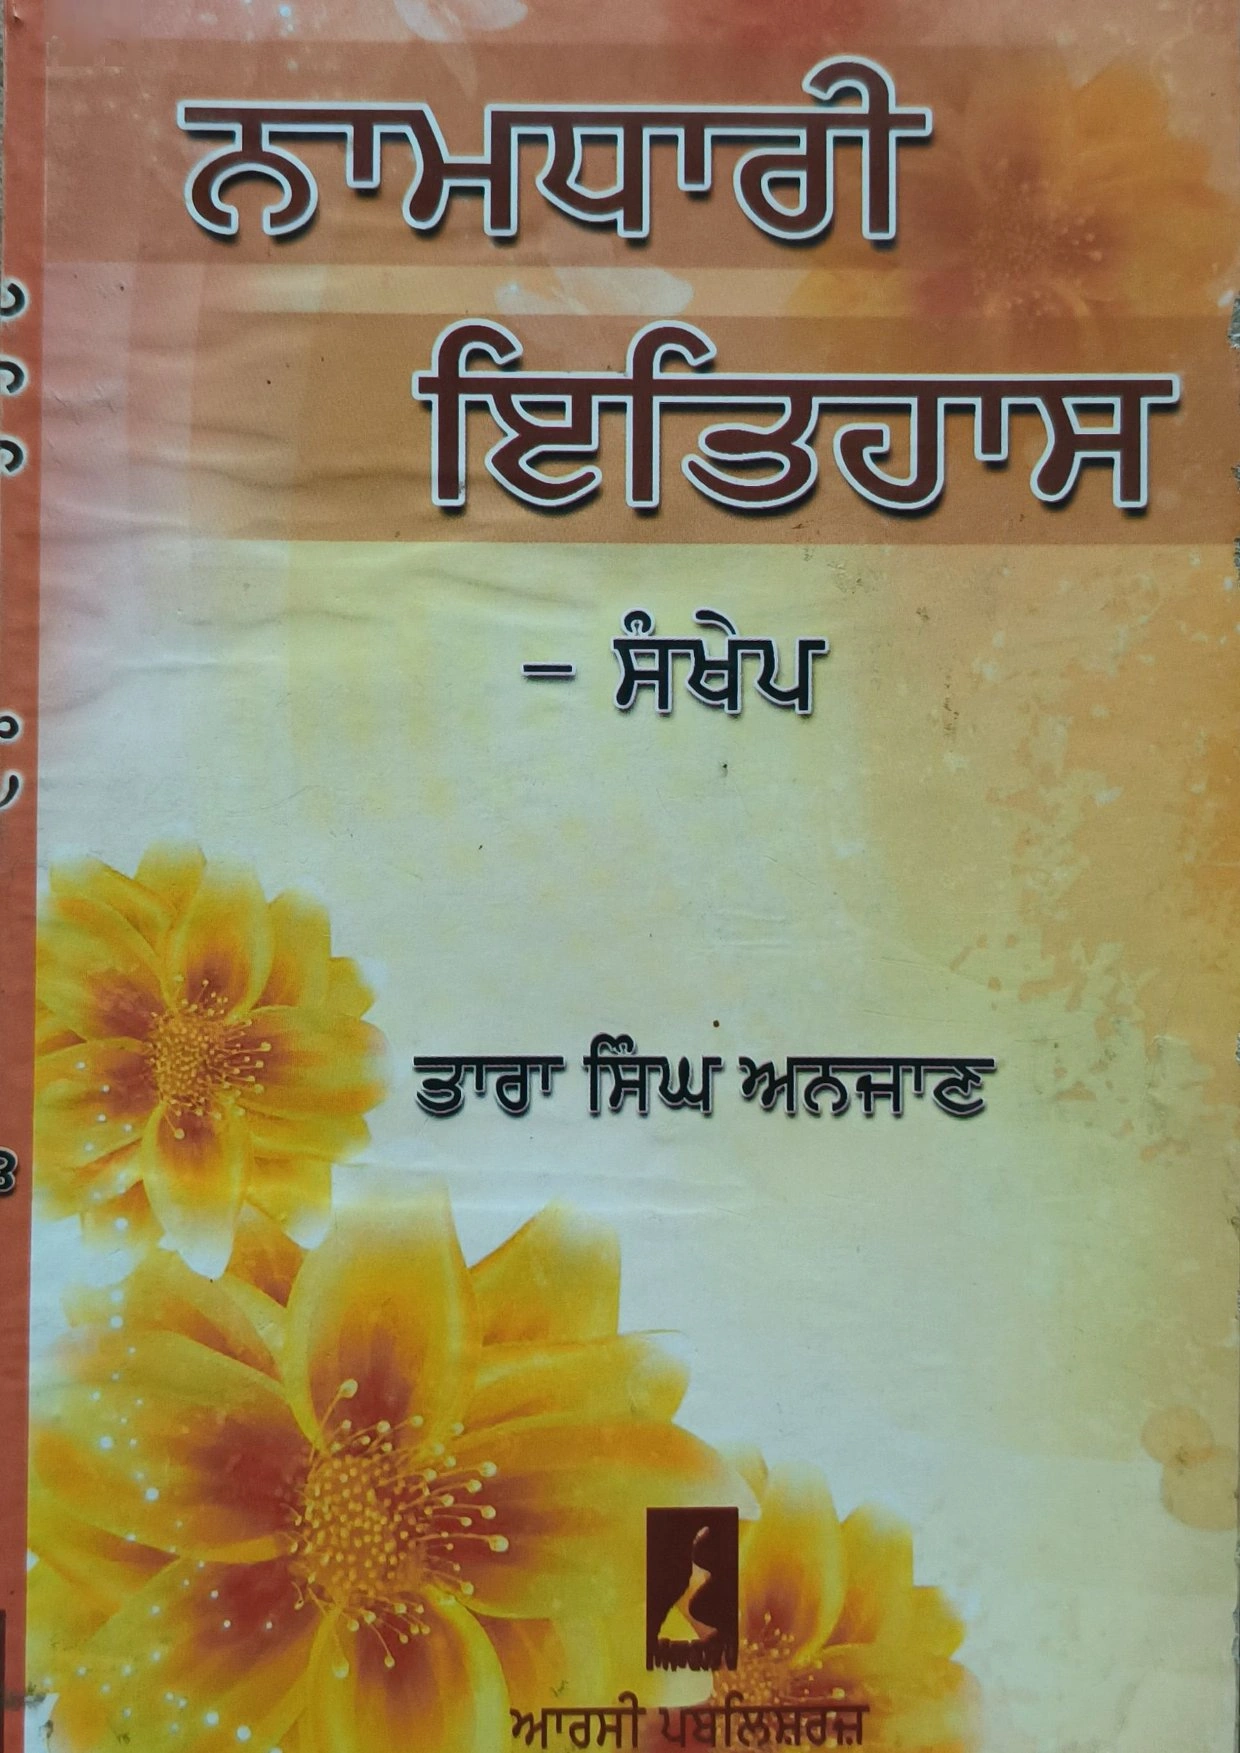 ਨਾਮਧਾਰੀ
ਇਤਿਹਾਸ
– ਸੰਖੇਪ
ਤਾਰਾ ਸਿੰਘ ਅਨਜਾਣ
ਆਰਸੀ ਪਬਲਿਸ਼ਰਜ਼